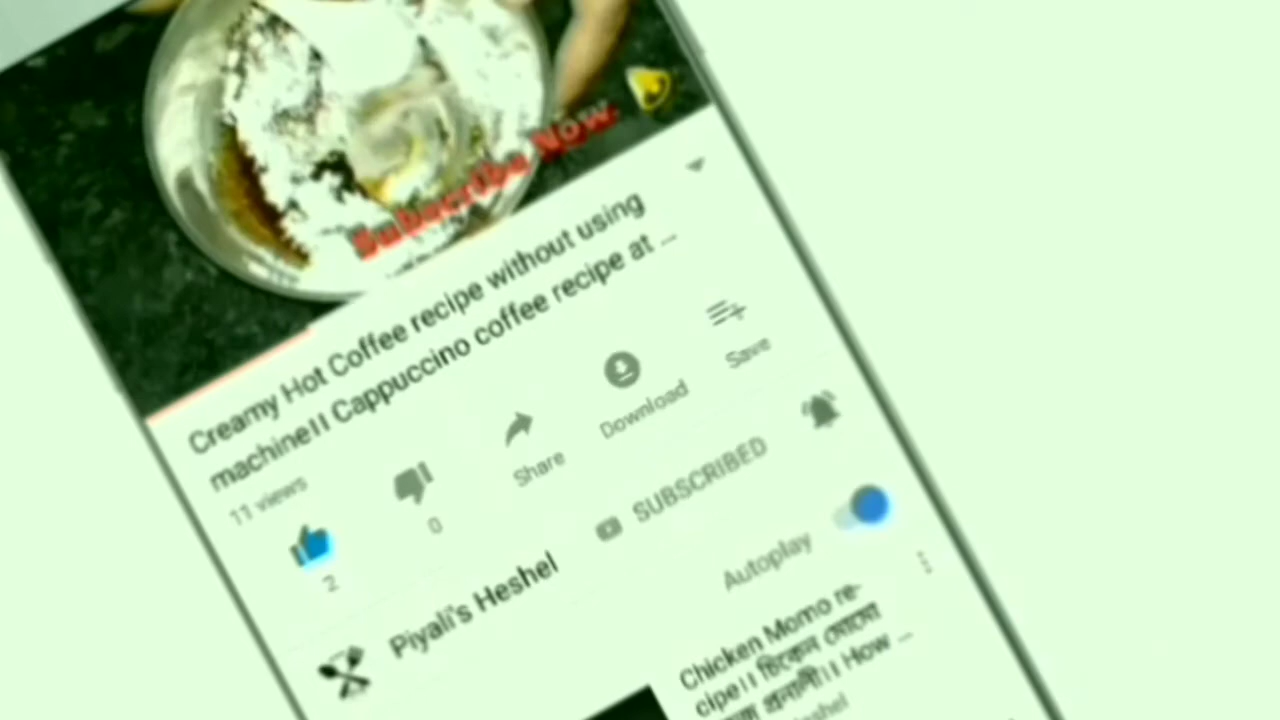 Subscribe Now
Creamy Hot Coffee recipe without using
machine।। Cappuccino coffee recipe at ...
11 views
2
0
Share
Download
Save
Piyali's Heshel
SUBSCRIBED
Autoplay
Chicken Momo re-
cipe।। চিকেন মোমো
How ...